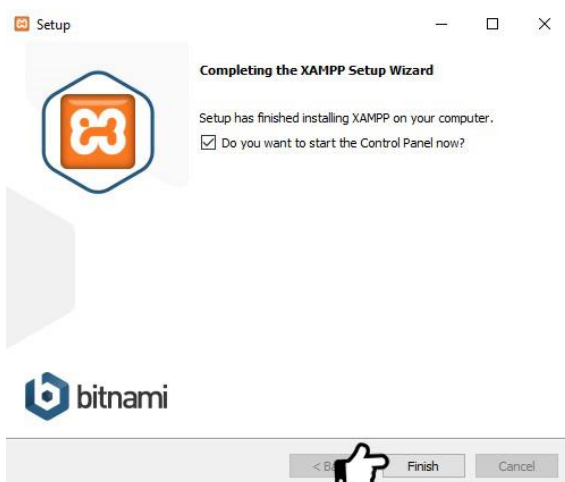 Setup
Completing the XAMPP Setup Wizard
Setup has finished installing XAMPP on your computer.
Do you want to start the Control Panel now?
bitnami
Finish
Cancel